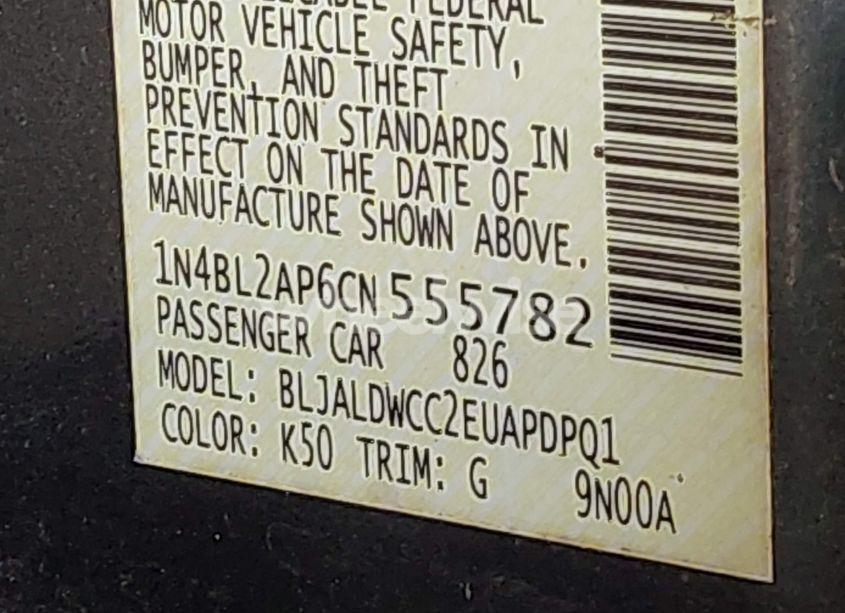 FEDERAL
MOTOR VEHICLE SAFETY,
BUMPER, AND THEFT
PREVENTION STANDARDS IN
EFFECT ON THE DATE OF
MANUFACTURE SHOWN ABOVE.
1N4BL2AP6CN555782
PASSENGER CAR 826
MODEL: BLJALDWCC2EUAPDPQ1
COLOR: K50 TRIM: G 9N00A